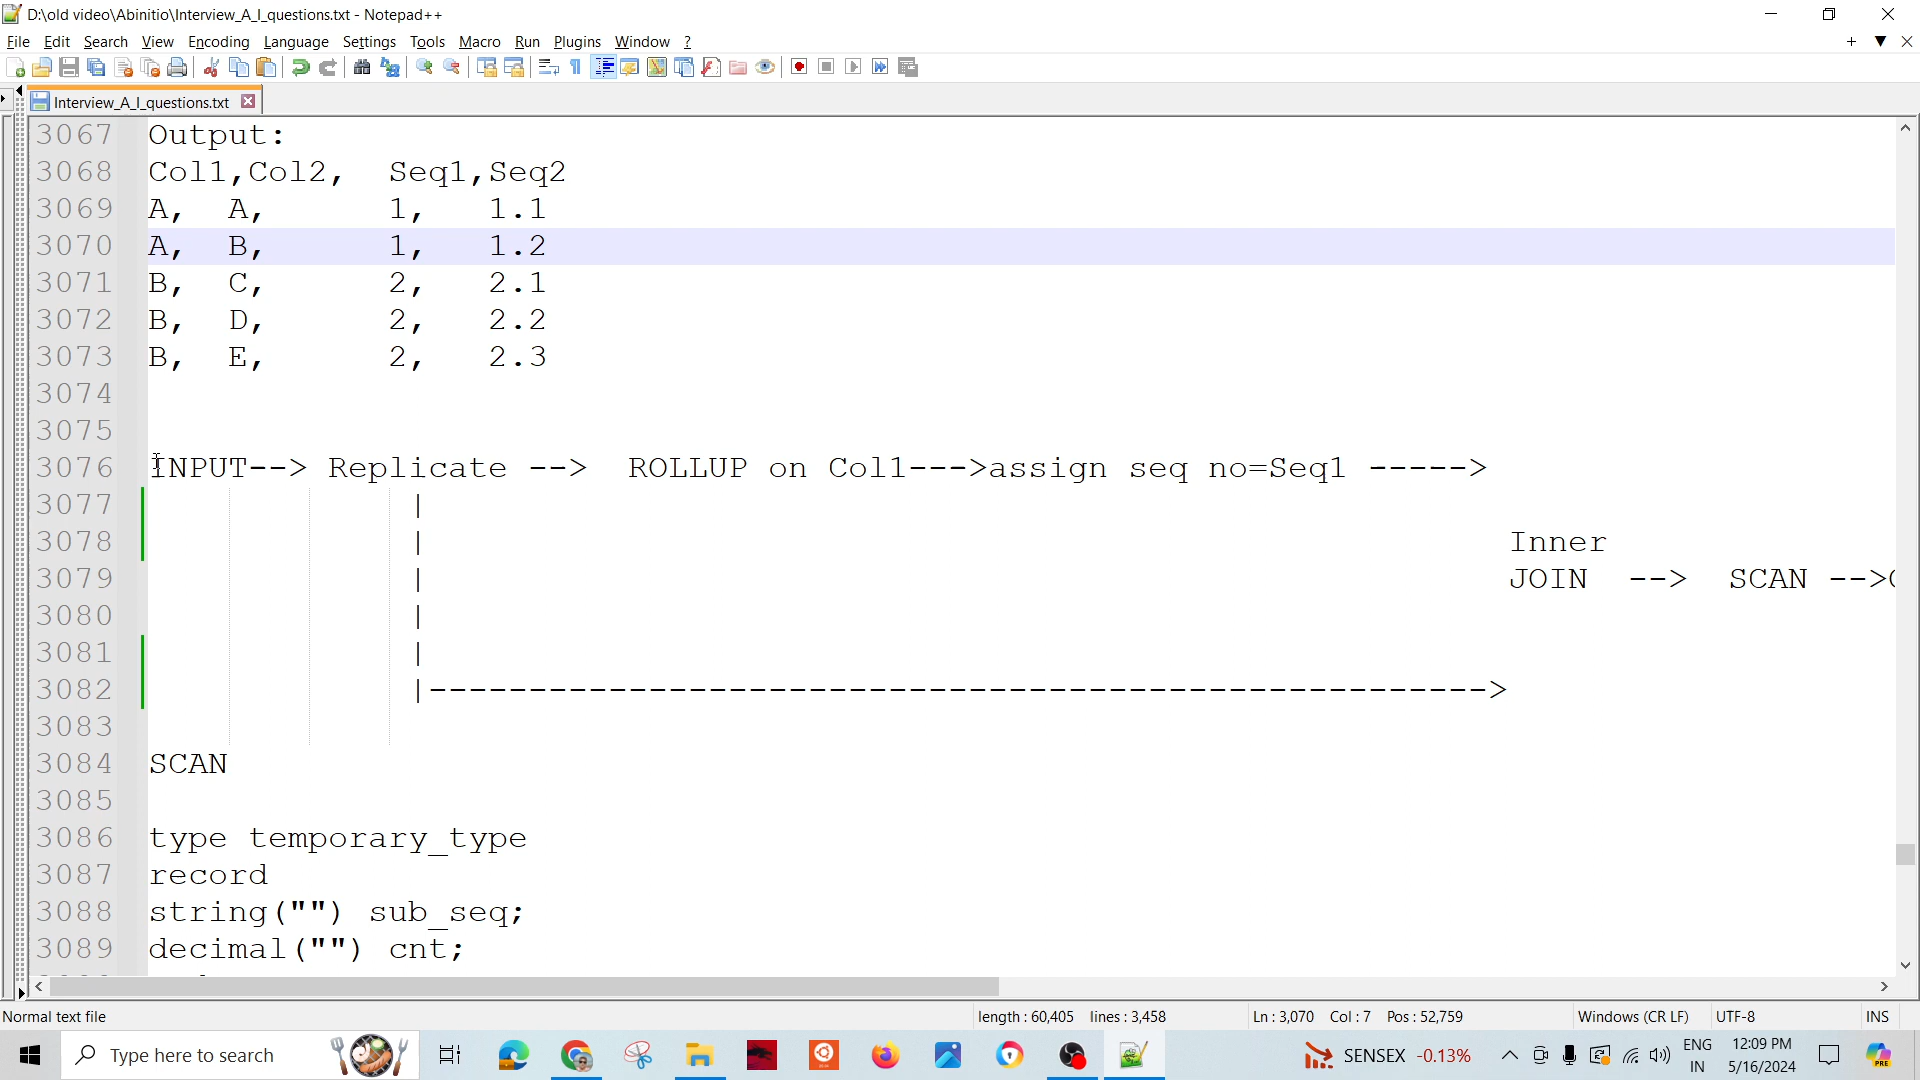 D:\old video\Abinitio\Interview_A_I_questions.txt - Notepad++
File Edit Search View Encoding Language Settings Tools Macro Run Plugins Window ?
Interview_A_I_questions.txt
3067 Output:
3068 Col1,Col2, Seq1,Seq2
3069 A, A, 1, 1.1
3070 A, B, 1, 1.2
3071 B, C, 2, 2.1
3072 B, D, 2, 2.2
3073 B, E, 2, 2.3
3074
3075
3076 INPUT--> Replicate --> ROLLUP on Col1--->assign seq no=Seq1 ----->
3077 |
3078 | Inner
3079 | JOIN --> SCAN -->
3080 |
3081 |
3082 |----------------------------------------------------->
3083
3084 SCAN
3085
3086 type temporary_type
3087 record
3088 string("") sub_seq;
3089 decimal("") cnt;
Normal text file length : 60,405 lines : 3,458 Ln : 3,070 Col : 7 Pos : 52,759 Windows (CR LF) UTF-8 INS
Type here to search SENSEX -0.13% ENG IN 12:09 PM 5/16/2024